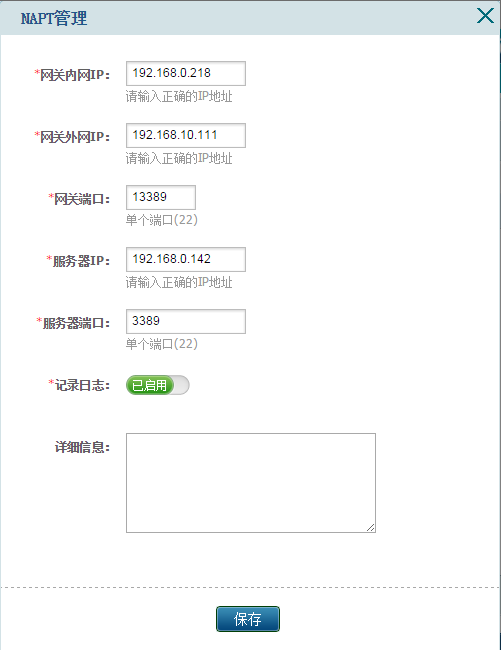 NAPT管理
*网关内网IP： 192.168.0.218
请输入正确的IP地址
*网关外网IP： 192.168.10.111
请输入正确的IP地址
*网关端口： 13389
单个端口(22)
*服务器IP： 192.168.0.142
请输入正确的IP地址
*服务器端口： 3389
单个端口(22)
*记录日志： 已启用
详细信息：
保存